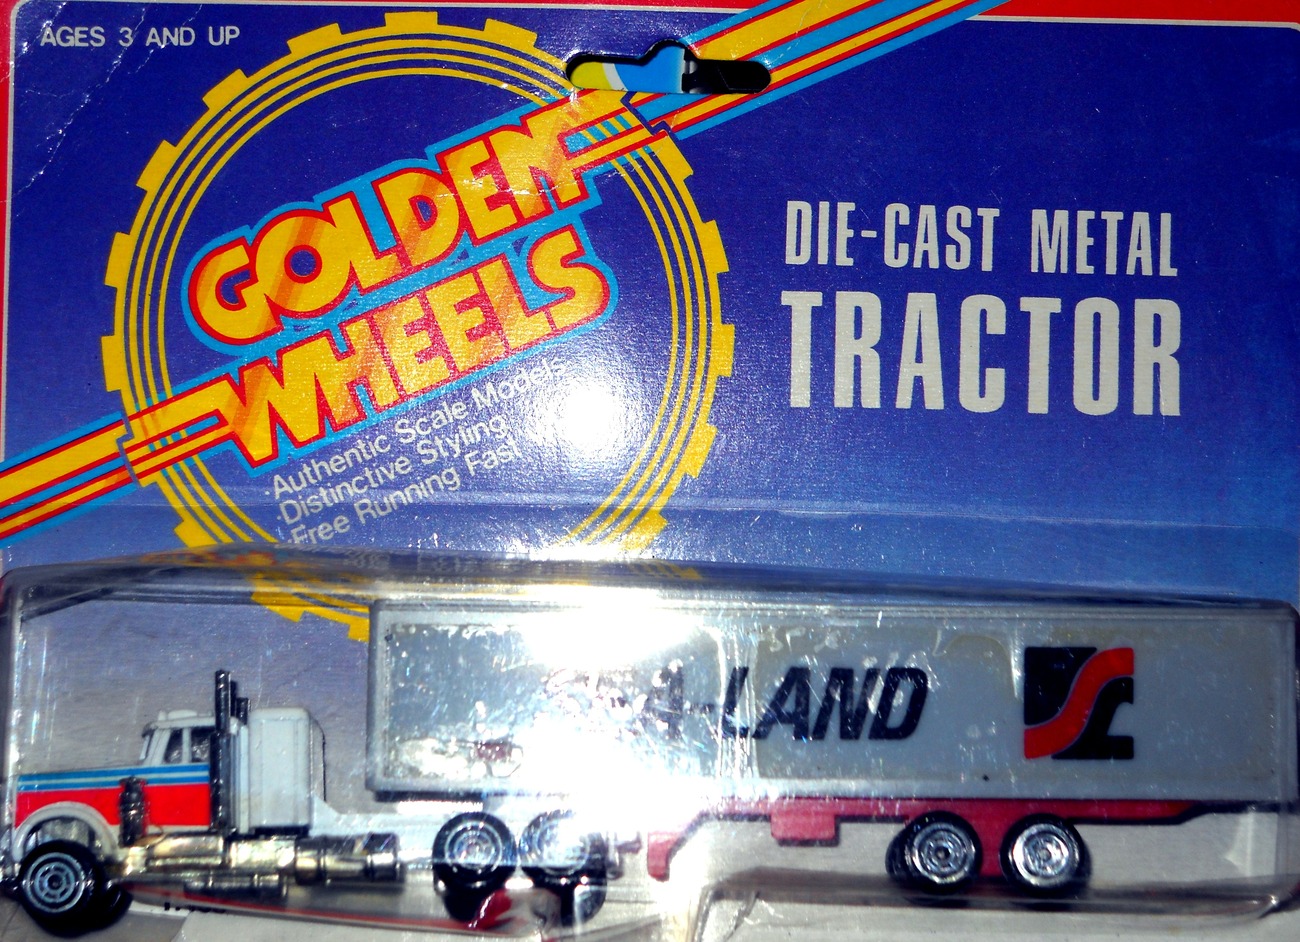 AGES 3 AND UP
GOLDEN
WHEELS
Authentic Scale Models
Distinctive Styling
Free Running Fast
DIE-CAST METAL
TRACTOR
A-LAND